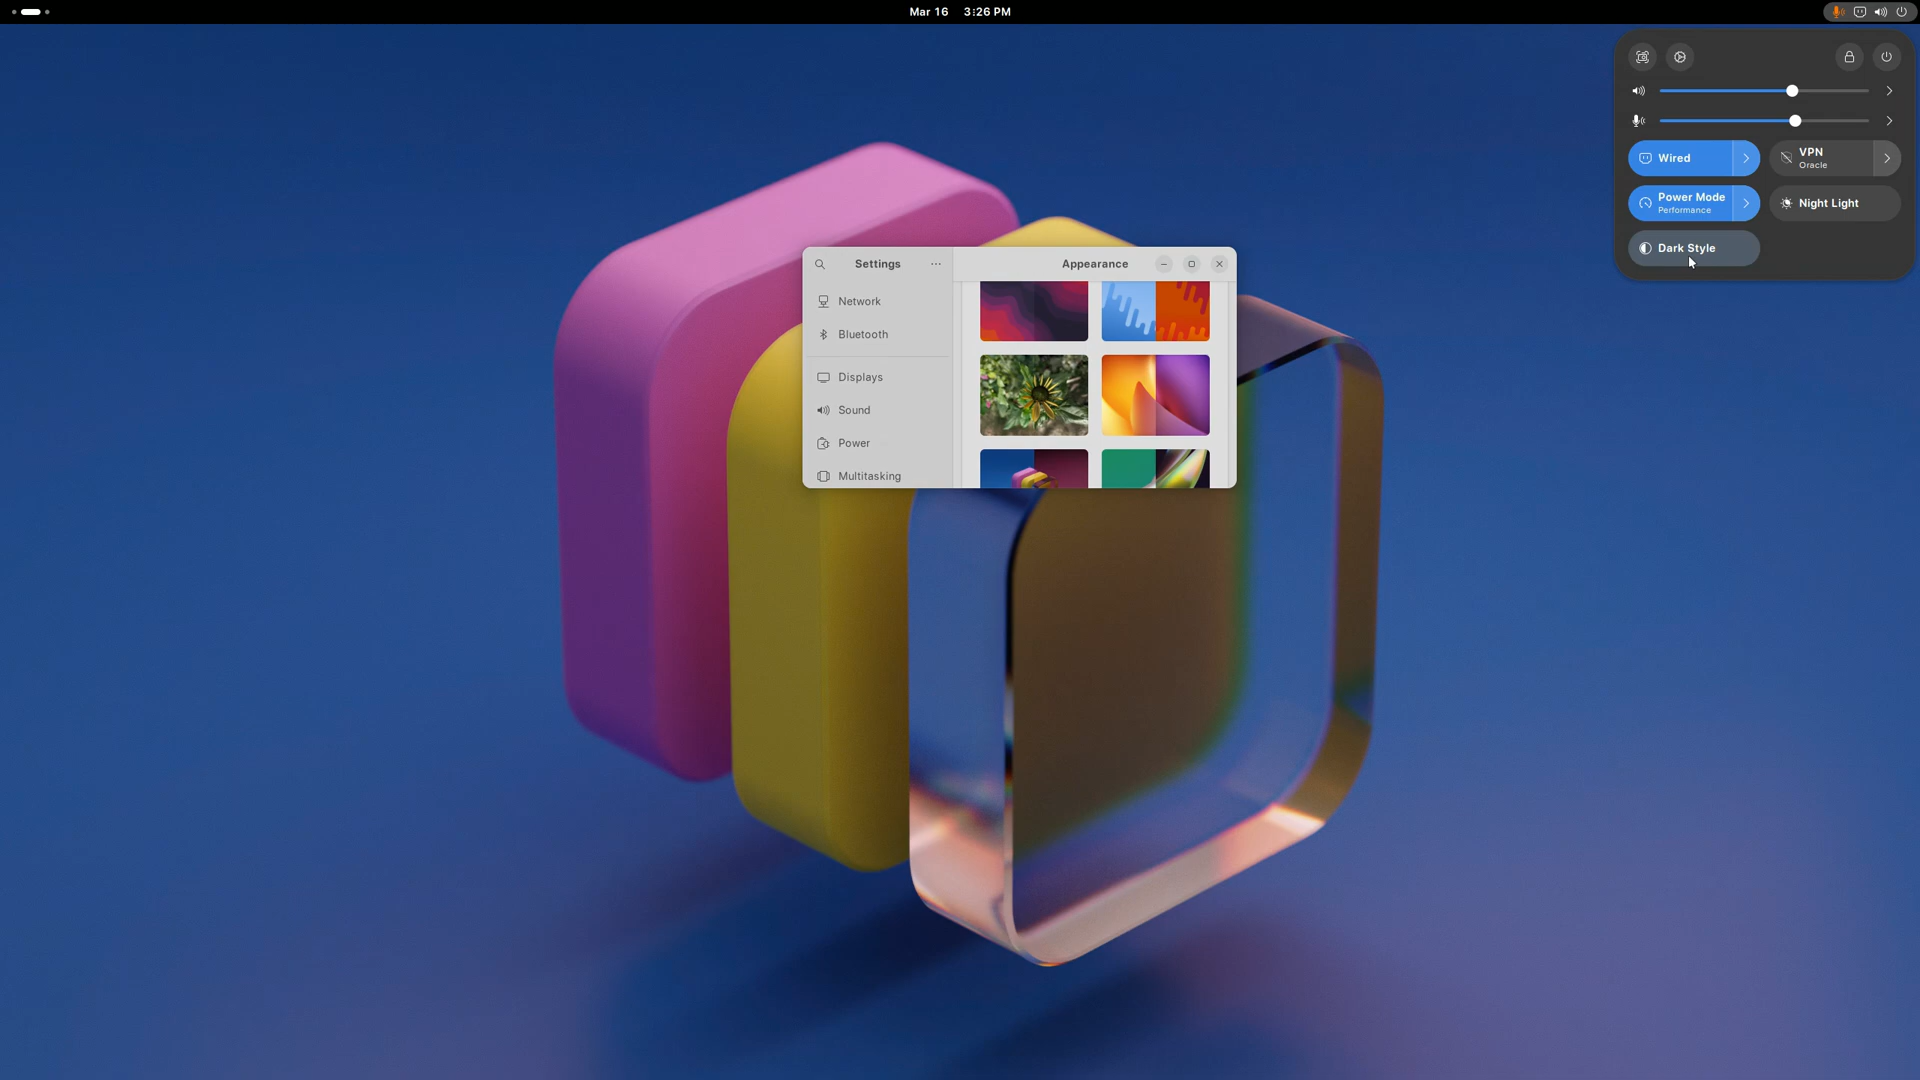 Mar 16 3:26 PM
Settings
Appearance
Network
Bluetooth
Displays
Sound
Power
Multitasking
Wired
VPN
Oracle
Power Mode
Performance
Night Light
Dark Style